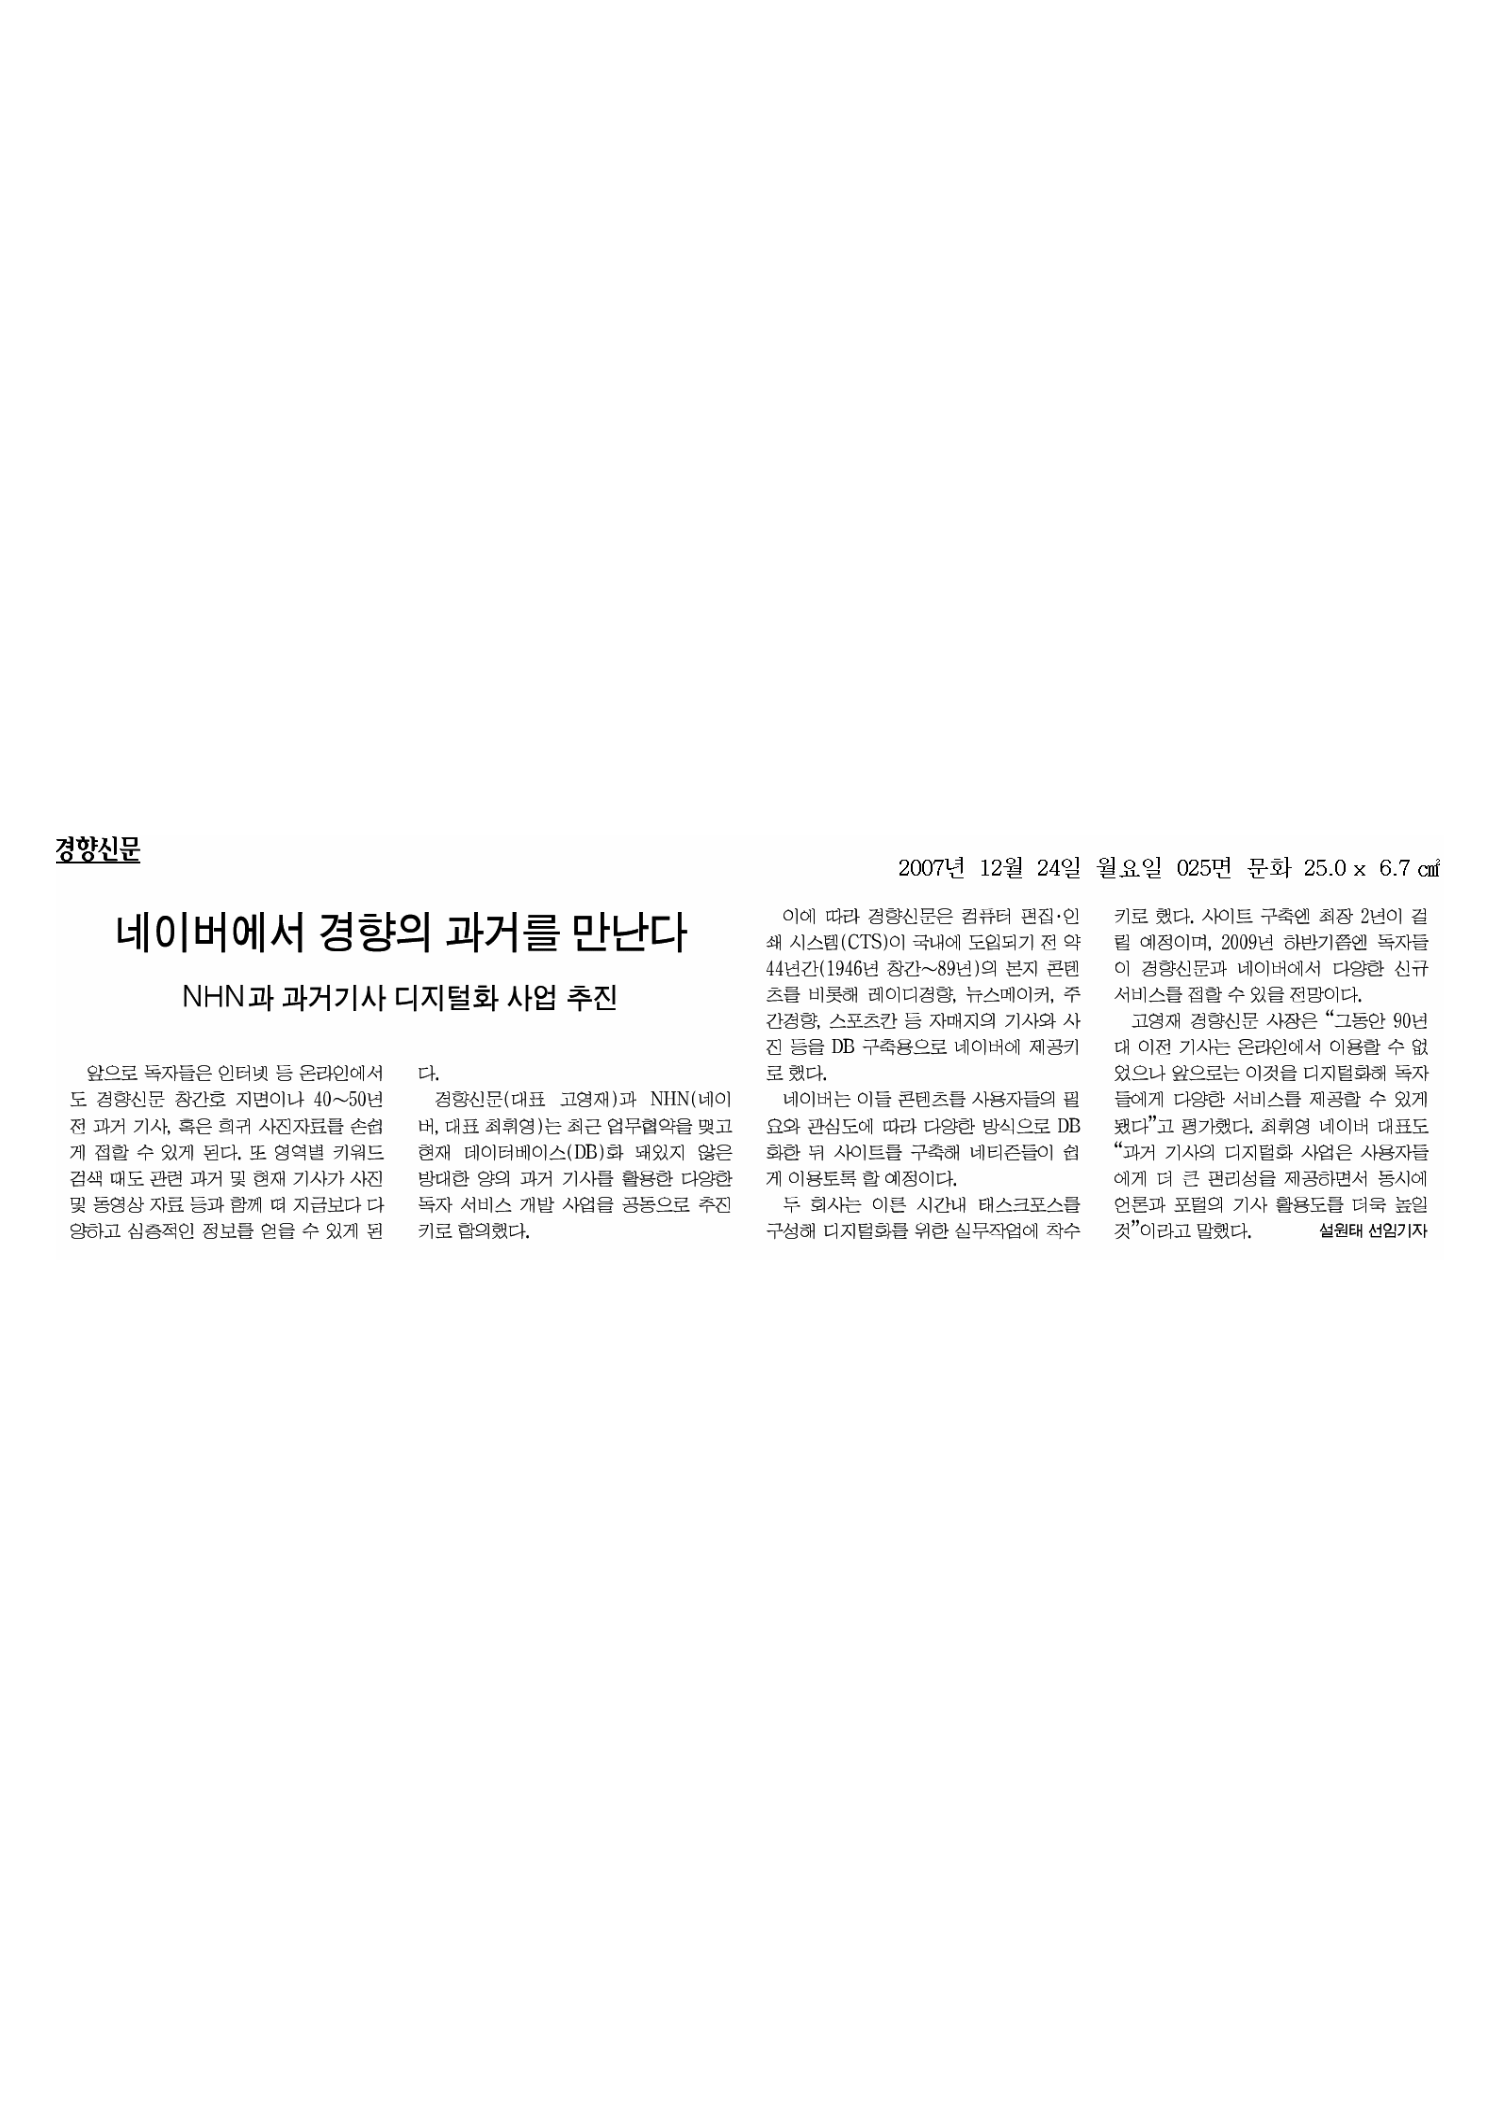 경향신문
2007년 12월 24일 월요일 025면 문화 25.0 x 6.7 ㎠
네이버에서 경향의 과거를 만난다
NHN과 과거기사 디지털화 사업 추진
앞으로 독자들은 인터넷 등 온라인에서
도 경향신문 창간호 지면이나 40∼50년
전 과거 기사, 혹은 희귀 사진자료를 손쉽
게 접할 수 있게 된다. 또 영역별 키워드
검색 때도 관련 과거 및 현재 기사가 사진
및 동영상 자료 등과 함께 떠 지금보다 다
양하고 심층적인 정보를 얻을 수 있게 된
다.
경향신문(대표 고영재)과 NHN(네이
버, 대표 최휘영)는 최근 업무협약을 맺고
현재 데이터베이스(DB)화 돼있지 않은
방대한 양의 과거 기사를 활용한 다양한
독자 서비스 개발 사업을 공동으로 추진
키로 합의했다.
이에 따라 경향신문은 컴퓨터 편집·인
쇄 시스템(CTS)이 국내에 도입되기 전 약
44년간(1946년 창간∼89년)의 본지 콘텐
츠를 비롯해 레이디경향, 뉴스메이커, 주
간경향, 스포츠칸 등 자매지의 기사와 사
진 등을 DB 구축용으로 네이버에 제공키
로 했다.
네이버는 이들 콘텐츠를 사용자들의 필
요와 관심도에 따라 다양한 방식으로 DB
화한 뒤 사이트를 구축해 네티즌들이 쉽
게 이용토록 할 예정이다.
두 회사는 이른 시간내 태스크포스를
구성해 디지털화를 위한 실무작업에 착수
키로 했다. 사이트 구축엔 최장 2년이 걸
릴 예정이며, 2009년 하반기쯤엔 독자들
이 경향신문과 네이버에서 다양한 신규
서비스를 접할 수 있을 전망이다.
고영재 경향신문 사장은 “그동안 90년
대 이전 기사는 온라인에서 이용할 수 없
었으나 앞으로는 이것을 디지털화해 독자
들에게 다양한 서비스를 제공할 수 있게
됐다”고 평가했다. 최휘영 네이버 대표도
“과거 기사의 디지털화 사업은 사용자들
에게 더 큰 편리성을 제공하면서 동시에
언론과 포털의 기사 활용도를 더욱 높일
것”이라고 말했다. 설원태 선임기자